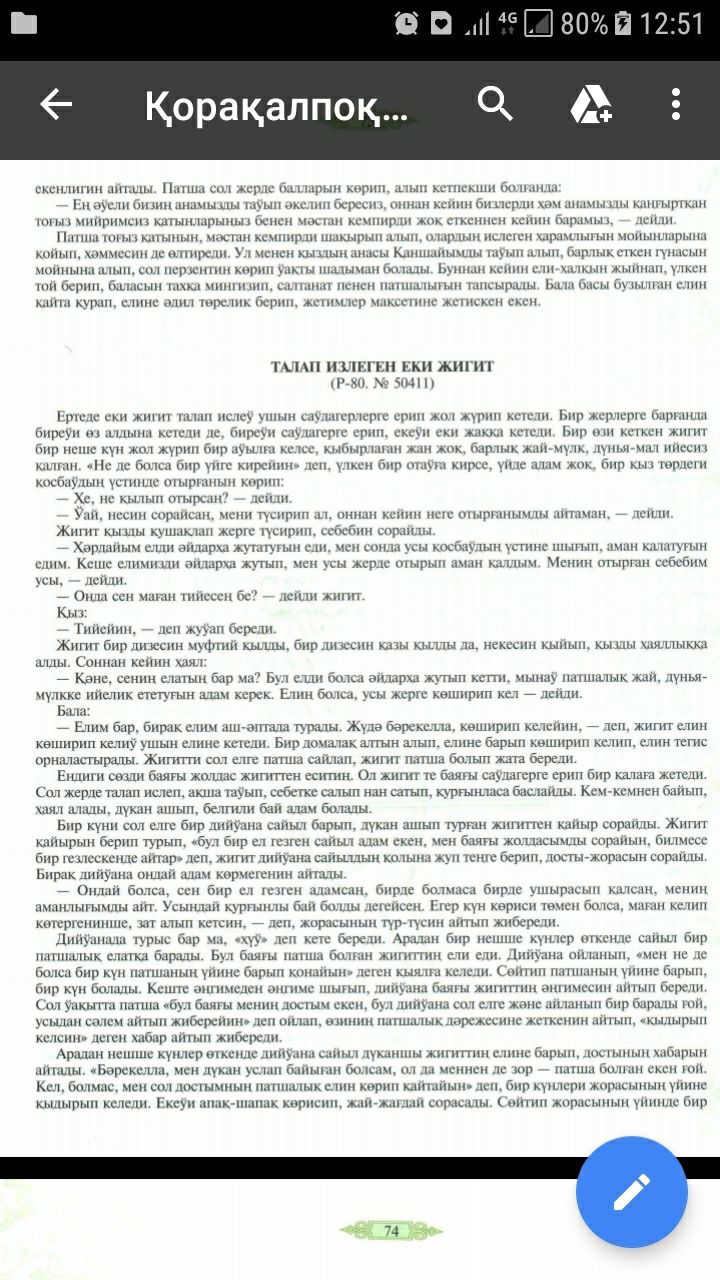 4G 80% 12:51
Қорақалпоқ...
екенлигин айтады. Патша сол жерде балларын көрип, алып кетпекши болғанда:
— Ең әўели бизиң анамызды таўып әкелип бересиз, оннан кейин бизлерди ҳәм анамызды қаңғыртқан
тоғыз мийримсиз қатынларыңыз бенен мәстан кемпирди жоқ еткеннен кейин барамыз, — дейди.
Патша тоғыз қатынын, мәстан кемпирди шақырып алып, олардың ислеген харамлығын мойынларына
қойып, ҳәммесин де өлтиреди. Ул менен қыздың анасы Қаншайымды таўып алып, барлық еткен гүнасын
мойнына алып, сол перзентин көрип ўақты шадыман болады. Буннан кейин ели-халқын жыйнап, үлкен
той берип, баласын тахқа мингизип, салтанат пенен патшалығын тапсырады. Бала басы бузылған елин
қайта қурап, елине әдил төрелик берип, жетимлер мақсетине жетискен екен.
ТАЛАП ИЗЛЕГЕН ЕКИ ЖИГИТ
(Р-80. № 50411)
Ертеде еки жигит талап ислеў ушын саўдагерлерге ерип жол жүрип кетеди. Бир жерлерге барғанда
биреўи өз алдына кетеди де, биреўи саўдагерге ерип, екеўи еки жаққа кетеди. Бир өзи кеткен жигит
бир неше күн жол жүрип бир аўылға келсе, қыбырлаған жан жоқ, барлық жай-мүлк, дүнья-мал ийесиз
қалған. «Не де болса бир үйге кирейин» деп, үлкен бир отаўға кирсе, үйде адам жоқ, бир қыз төрдеги
қосбаўдың үстинде отырғанын көрип:
— Ҳе, не қылып отырсаң? — дейди.
— Ўай, несин сорайсаң, мени түсирип ал, оннан кейин неге отырғанымды айтаман, — дейди.
Жигит қызды қушақлап жерге түсирип, себебин сорайды.
— Ҳәрдайым елди әйдарҳа жутатуғын еди, мен сонда усы қосбаўдың үстине шығып, аман қалатуғын
едим. Кеше елимизди әйдарҳа жутып, мен усы жерде отырып аман қалдым. Мениң отырған себебим
усы, — дейди.
— Онда сен маған тийесең бе? — дейди жигит.
Қыз:
— Тийейин, — деп жуўап береди.
Жигит бир дизесин муфтий қылды, бир дизесин қазы қылды да, некесин қыйып, қызды ҳаяллыққа
алды. Соннан кейин ҳаял:
— Қәне, сениң елатың бар ма? Бул елди болса әйдарҳа жутып кетти, мынаў патшалық жай, дүнья-
мүлкке ийелик ететуғын адам керек. Елиң болса, усы жерге көширип кел — дейди.
Бала:
— Елим бар, бирақ елим аш-әптада турады. Жүдә бәрекелла, көширип келейин, — деп, жигит елин
көширип келиў ушын елине кетеди. Бир домалақ алтын алып, елине барып көширип келип, елин тегис
орналастырады. Жигитти сол елге патша сайлап, жигит патша болып жата береди.
Ендиги сөзди баяғы жолдас жигиттен еситиң. Ол жигит те баяғы саўдагерге ерип бир қалаға жетеди.
Сол жерде талап ислеп, ақша таўып, себетке салып нан сатып, қурғынласа баслайды. Кем-кемнен байып,
ҳаял алады, дүкан ашып, белгили бай адам болады.
Бир күни сол елге бир дийўана сайыл барып, дүкан ашып турған жигиттен қайыр сорайды. Жигит
қайырын берип турып, «бул бир ел гезген сайыл адам екен, мен баяғы жолдасымды сорайын, билмесе
бир гезлескенде айтар» деп, жигит дийўана сайылдың қолына жуп теңге берип, досты-жорасын сорайды.
Бирақ дийўана ондай адам көрмегенин айтады.
— Ондай болса, сен бир ел гезген адамсаң, бирде болмаса бирде ушырасып қалсаң, мениң
аманлығымды айт. Усындай қурғынлы бай болды дегейсең. Егер күн көриси төмен болса, маған келип
көтергенинше, зат алып кетсин, — деп, жорасының түр-түсин айтып жибереди.
Дийўанада турыс бар ма, «ҳүў» деп кете береди. Арадан бир нешше күнлер өткенде сайыл бир
патшалық елатқа барады. Бул баяғы патша болған жигиттиң ели еди. Дийўана ойланып, «мен не де
болса бир күн патшаның үйине барып қонайын» деген қыялға келеди. Сөйтип патшаның үйине барып,
бир күн болады. Кеште әңгимеден әңгиме шығып, дийўана баяғы жигиттиң әңгимесин айтып береди.
Сол ўақытта патша «бул баяғы мениң достым екен, бул дийўана сол елге және айланып бир барады ғой,
усыдан сәлем айтып жиберейин» деп ойлап, өзиниң патшалық дәрежесине жеткенин айтып, «қыдырып
келсин» деген хабар айтып жибереди.
Арадан нешше күнлер өткенде дийўана сайыл дүканшы жигиттиң елине барып, достының хабарын
айтады. «Бәрекелла, мен дүкан услап байыған болсам, ол да меннен де зор — патша болған екен ғой.
Кел, болмас, мен сол достымның патшалық елин көрип қайтайын» деп, бир күнлери жорасының үйине
қыдырып келеди. Екеўи апақ-шапақ көрисип, жай-жағдай сорасады. Сөйтип жорасының үйинде бир
74